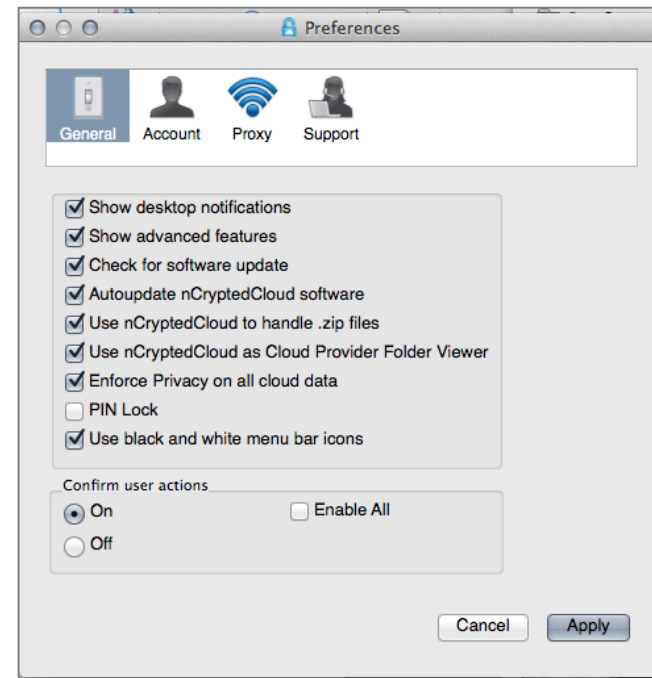 Preferences
General Account Proxy Support
Show desktop notifications
Show advanced features
Check for software update
Autoupdate nCryptedCloud software
Use nCryptedCloud to handle .zip files
Use nCryptedCloud as Cloud Provider Folder Viewer
Enforce Privacy on all cloud data
PIN Lock
Use black and white menu bar icons
Confirm user actions
On Enable All
Off
Cancel Apply